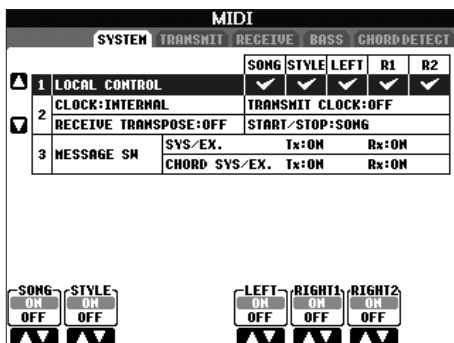 MIDI
SYSTEM TRANSMIT RECEIVE BASS CHORD DETECT
SONG STYLE LEFT R1 R2
1 LOCAL CONTROL
2 CLOCK:INTERNAL TRANSMIT CLOCK:OFF
RECEIVE TRANSPOSE:OFF START/STOP:SONG
3 MESSAGE SW SYS/EX. Tx:ON Rx:ON
CHORD SYS/EX. Tx:ON Rx:ON
SONG STYLE LEFT RIGHT1 RIGHT2
ON ON ON ON ON
OFF OFF OFF OFF OFF